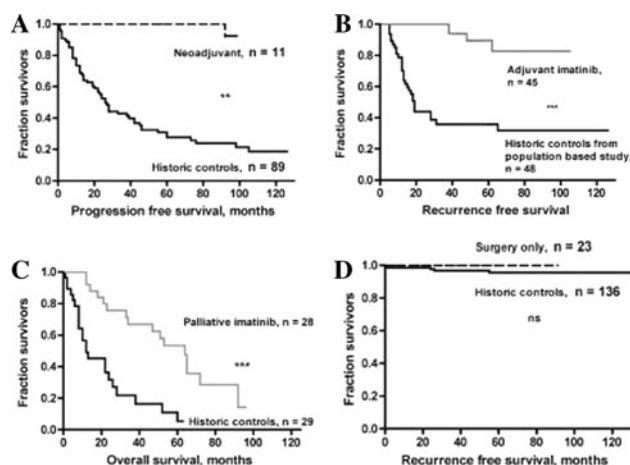 A
Fraction survivors
1.0
0.8
0.6
0.4
0.2
0.0
Neoadjuvant, n = 11
**
Historic controls, n = 89
0 20 40 60 80 100 120
Progression free survival, months
B
Fraction survivors
1.0
0.8
0.6
0.4
0.2
0.0
Adjuvant imatinib,
n = 45
***
Historic controls from
population based study,
n = 48
0 20 40 60 80 100 120
Recurrence free survival
C
Fraction survivors
1.0
0.8
0.6
0.4
0.2
0.0
Palliative imatinib, n = 28
***
Historic controls, n = 29
0 20 40 60 80 100 120
Overall survival, months
D
Fraction survivors
Surgery only, n = 23
1.0
0.8
0.6
0.4
0.2
0.0
Historic controls, n = 136
ns
0 20 40 60 80 100 120
Recurrence free survival, months